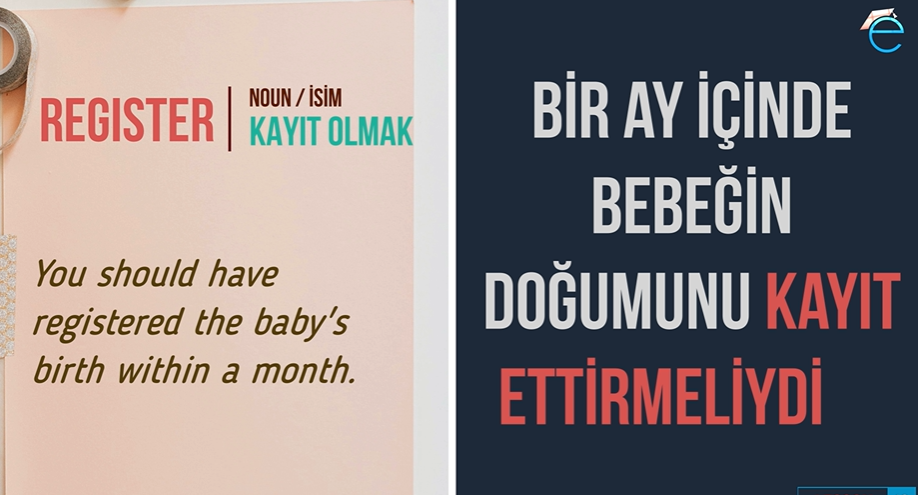 REGISTER
NOUN / İSİM
KAYIT OLMAK
You should have
registered the baby's
birth within a month.
BİR AY İÇİNDE
BEBEĞİN
DOĞUMUNU KAYIT
ETTİRMELİYDİ